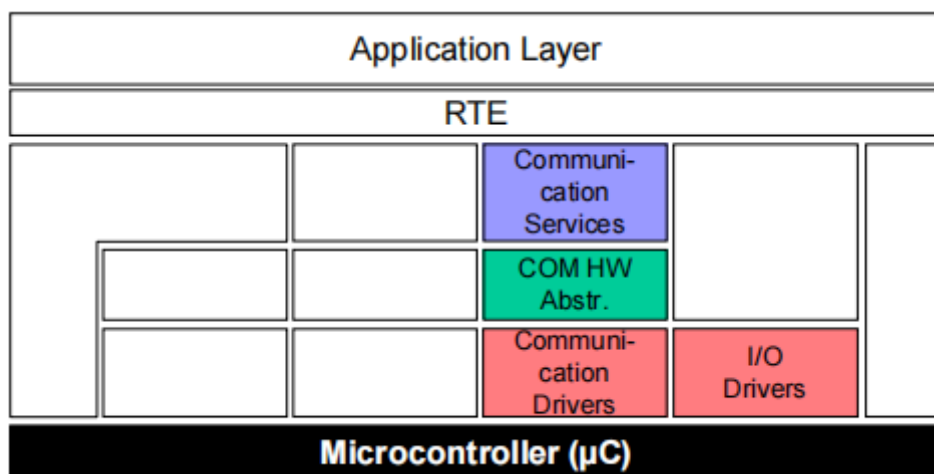 Application Layer
RTE
Communi-
cation
Services
COM HW
Abstr.
Communi-
cation
Drivers
I/O
Drivers
Microcontroller (µC)